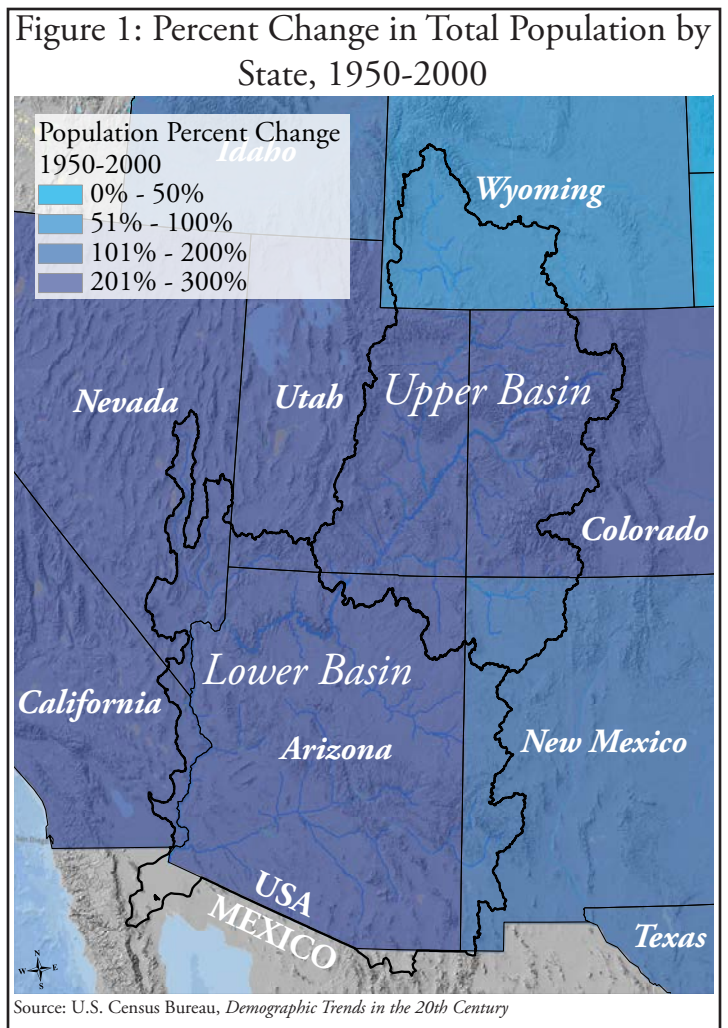 Figure 1: Percent Change in Total Population by
State, 1950-2000
Population Percent Change
1950-2000
0% - 50%
51% - 100%
101% - 200%
201% - 300%
Idaho
Wyoming
Nevada
Utah
Upper Basin
Colorado
Lower Basin
California
Arizona
New Mexico
San Diego
USA
MEXICO
Texas
N
W E
S
Source: U.S. Census Bureau, Demographic Trends in the 20th Century